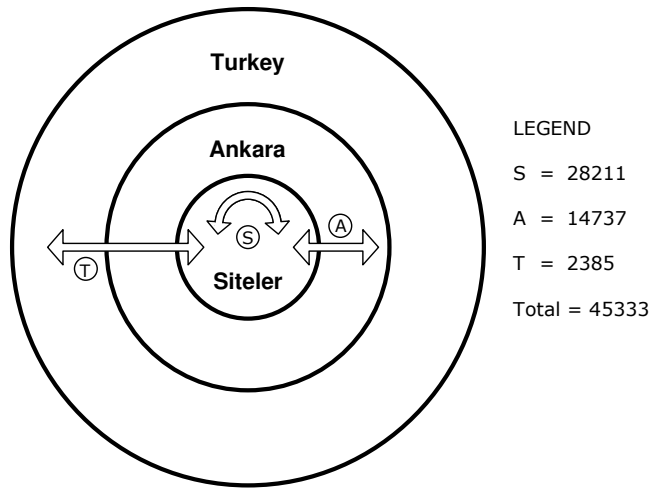 Turkey
Ankara
A
S
T
Siteler
LEGEND
S = 28211
A = 14737
T = 2385
Total = 45333